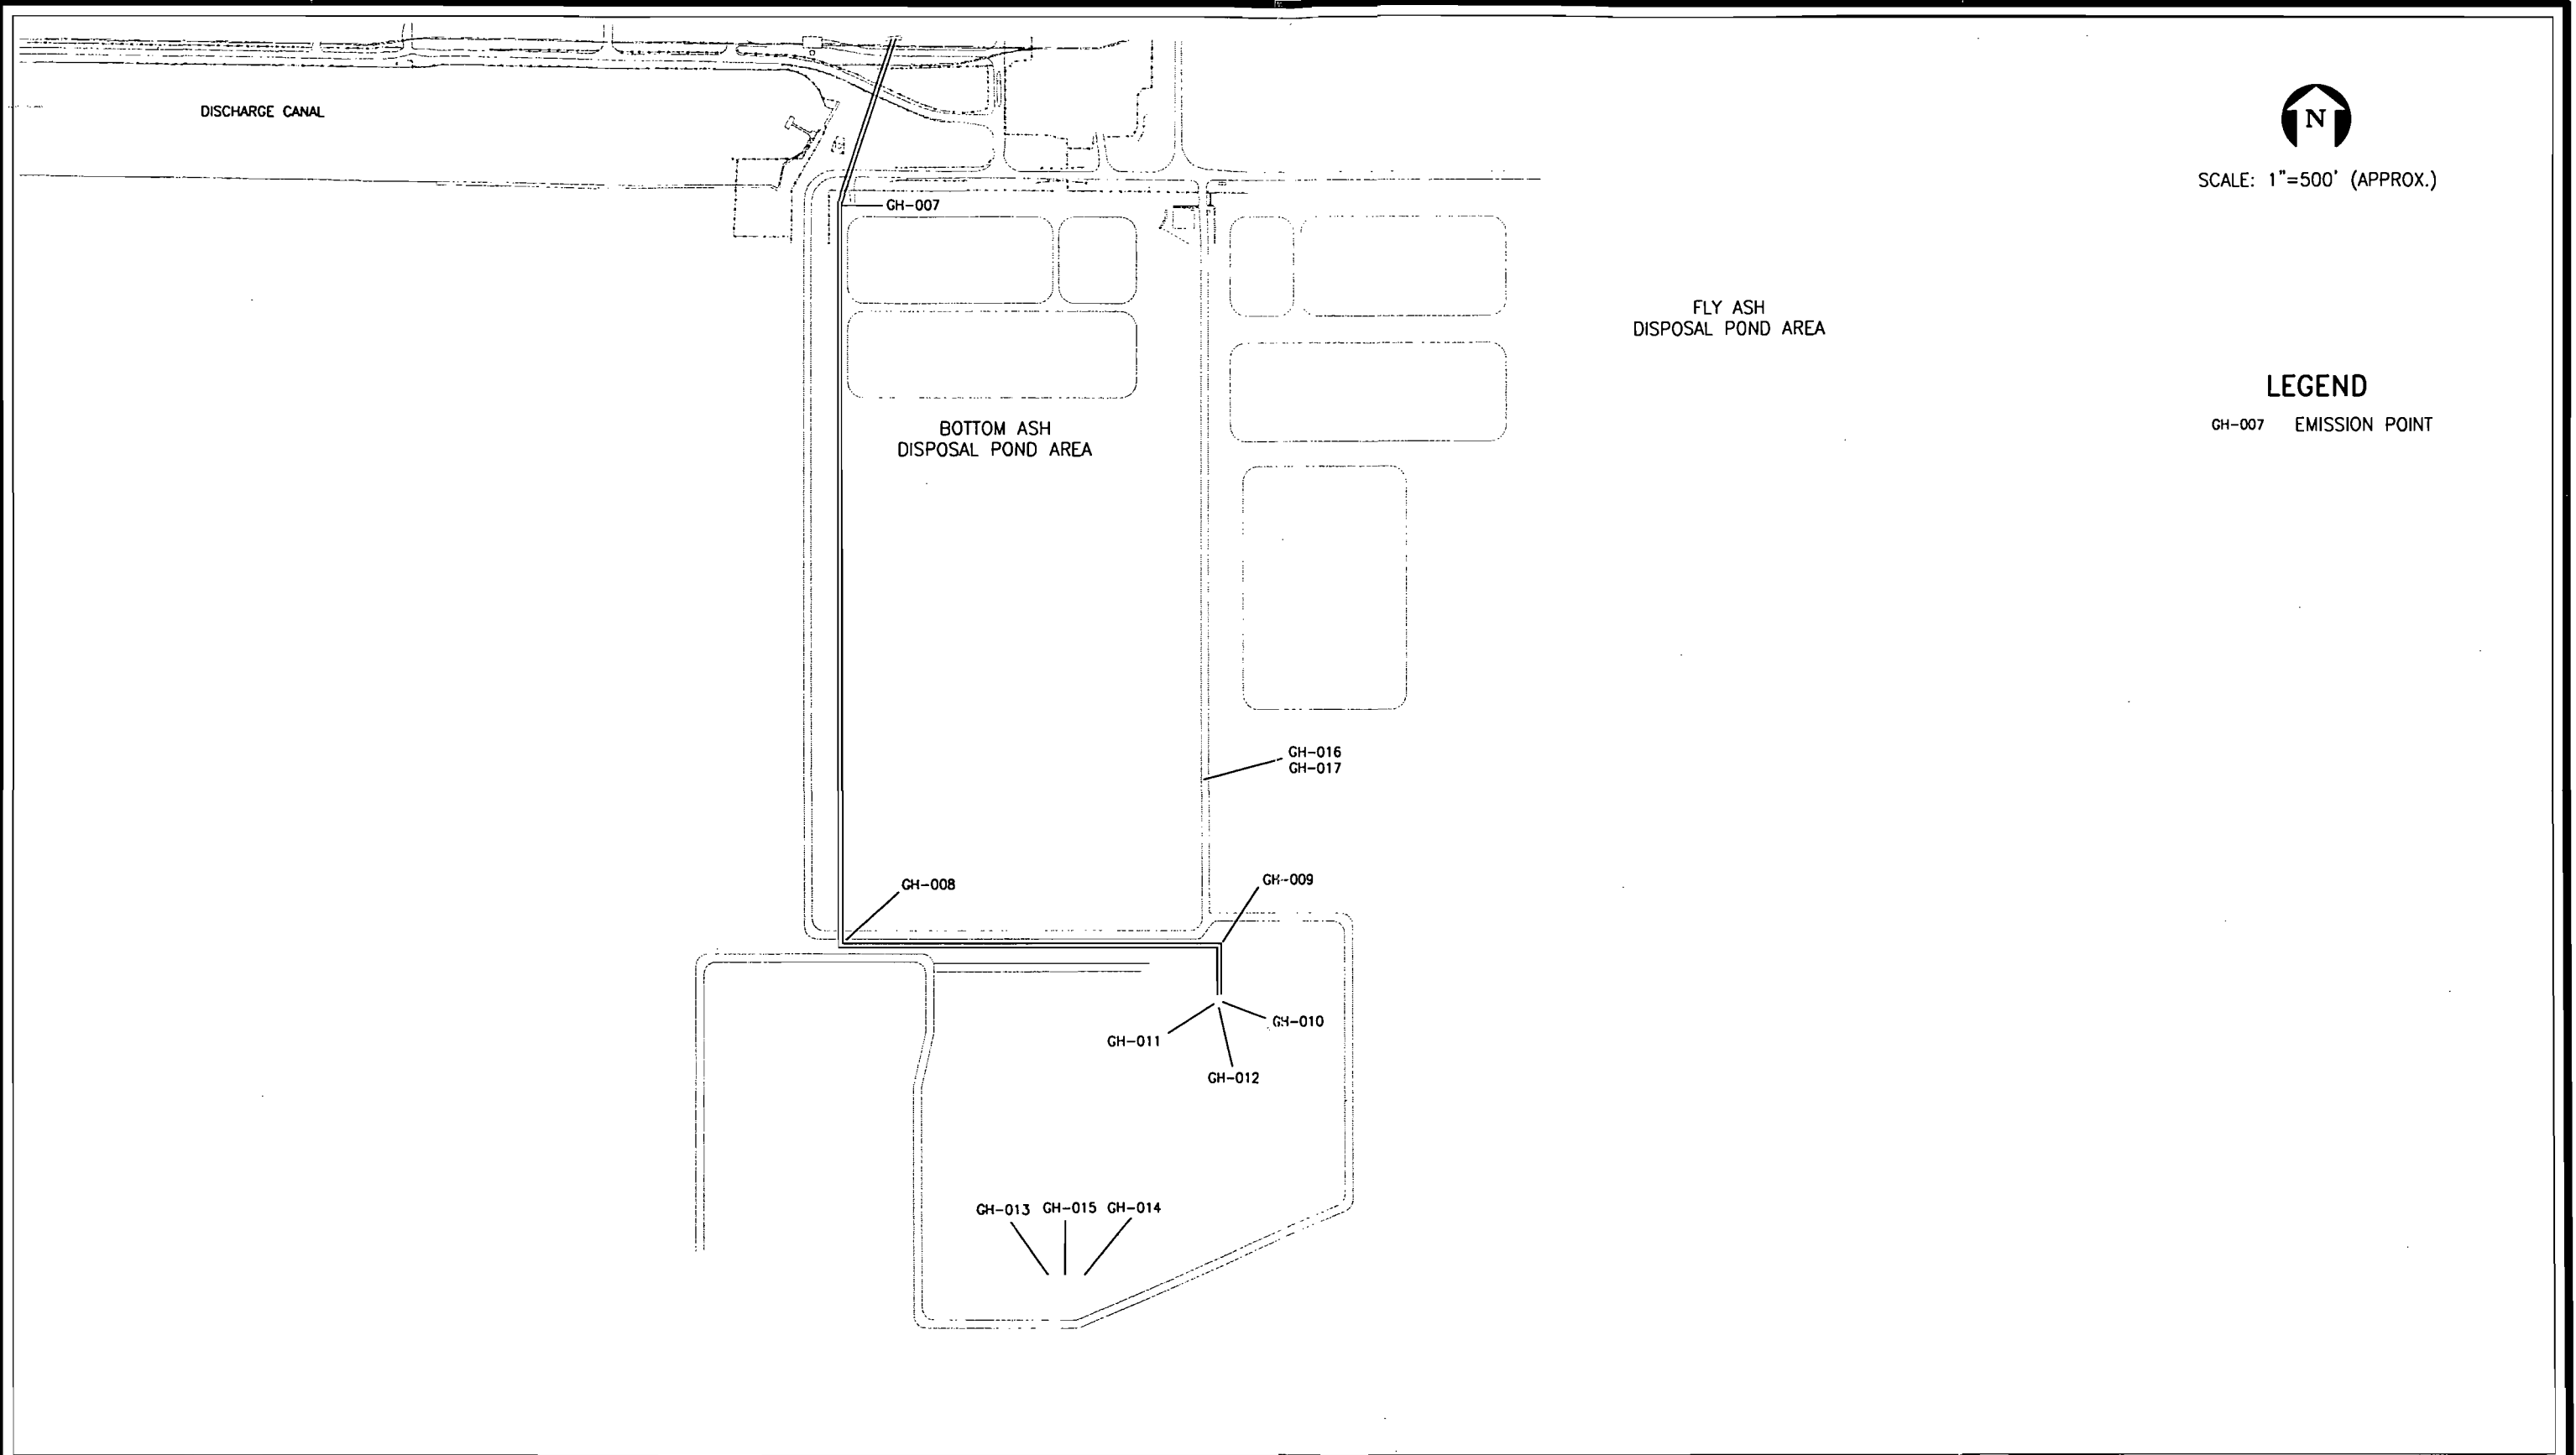 DISCHARGE CANAL
N
SCALE: 1"=500' (APPROX.)
GH-007
FLY ASH
DISPOSAL POND AREA
LEGEND
GH-007 EMISSION POINT
BOTTOM ASH
DISPOSAL POND AREA
GH-016
GH-017
GH-008
GH-009
GH-010
GH-011
GH-012
GH-013 GH-015 GH-014